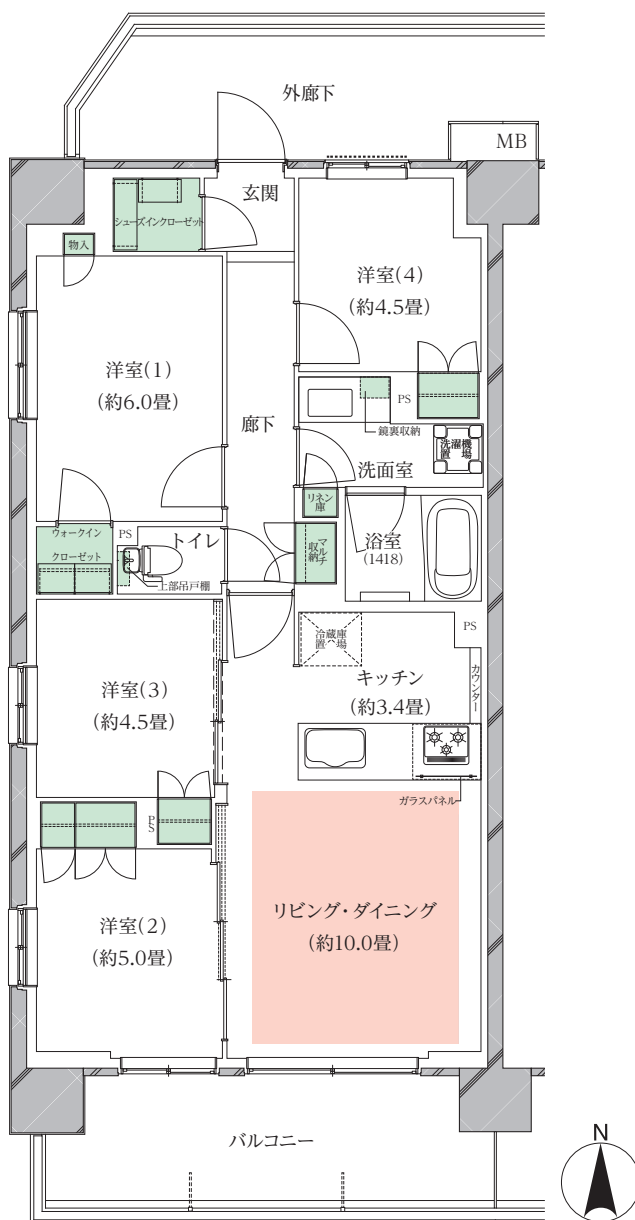 外廊下
MB
玄関
シューズインクローゼット
物入
洋室(4)
(約4.5畳)
洋室(1)
(約6.0畳)
廊下
PS
鏡裏収納
洗濯機
置場
洗面室
リネン
庫
ウォークイン
クローゼット
PS
トイレ
上部吊戸棚
マルチ
収納
浴室
(1418)
冷蔵庫
置場
PS
キッチン
(約3.4畳)
カウンター
洋室(3)
(約4.5畳)
ガラスパネル
PS
リビング・ダイニング
(約10.0畳)
洋室(2)
(約5.0畳)
バルコニー
N